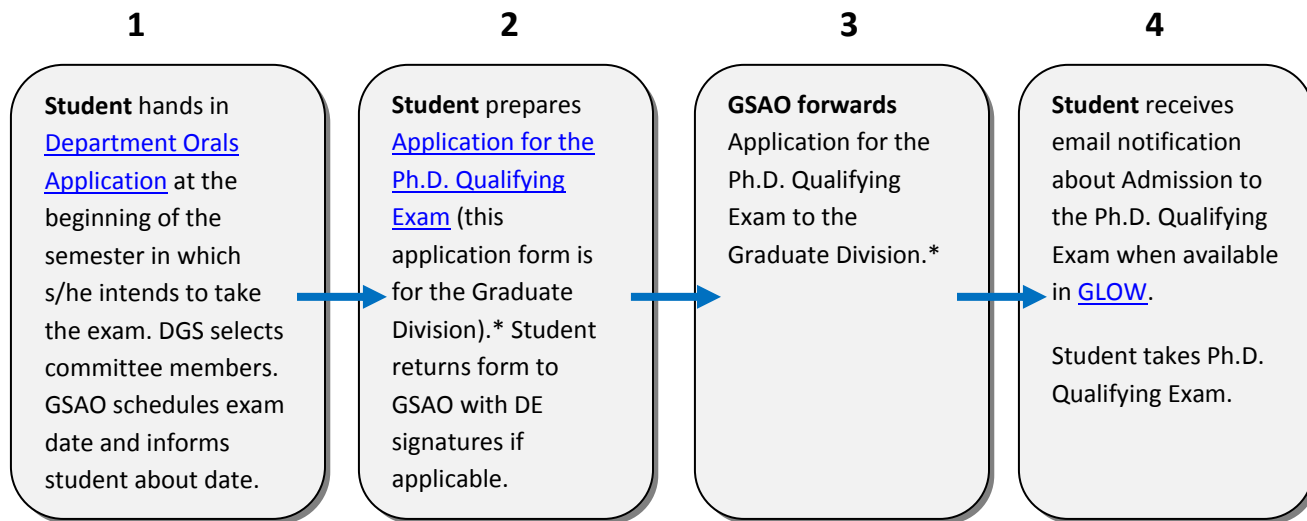 1
Student hands in
Department Orals
Application at the
beginning of the
semester in which
s/he intends to take
the exam. DGS selects
committee members.
GSAO schedules exam
date and informs
student about date.
2
Student prepares
Application for the
Ph.D. Qualifying
Exam (this
application form is
for the Graduate
Division).* Student
returns form to
GSAO with DE
signatures if
applicable.
3
GSAO forwards
Application for the
Ph.D. Qualifying
Exam to the
Graduate Division.*
4
Student receives
email notification
about Admission to
the Ph.D. Qualifying
Exam when available
in GLOW.
Student takes Ph.D.
Qualifying Exam.